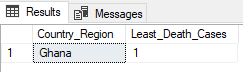 Results Messages
Country_Region Least_Death_Cases
1 Ghana 1